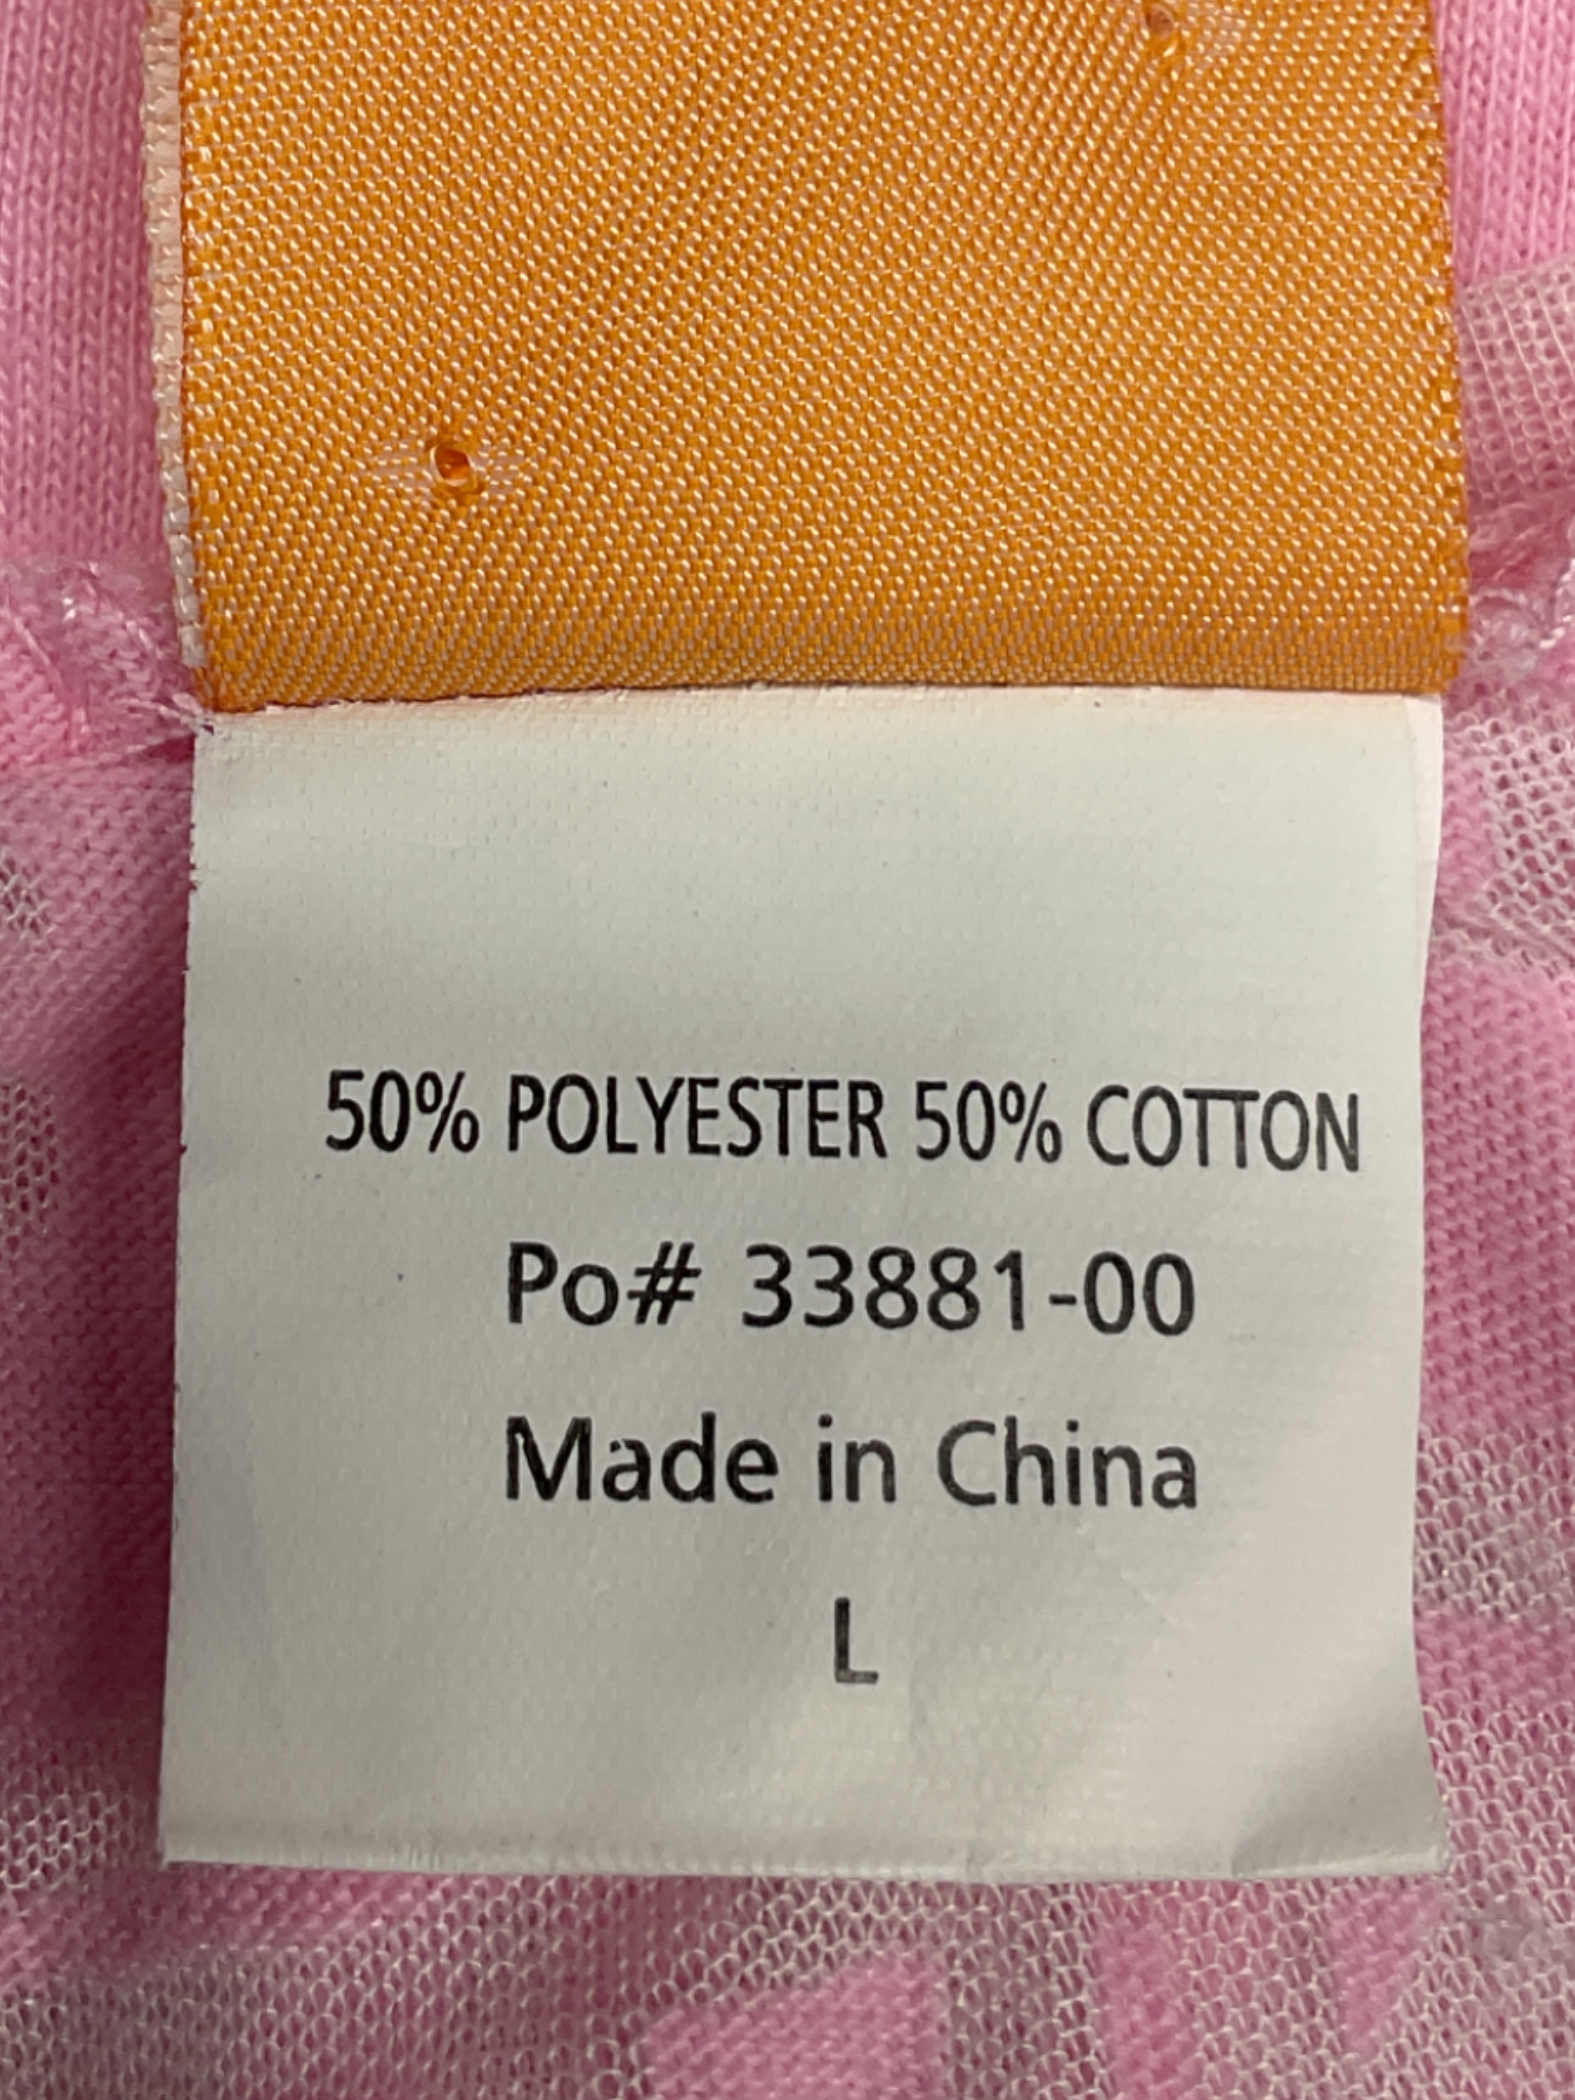 50% POLYESTER 50% COTTON
Po# 33881-00
Made in China
L